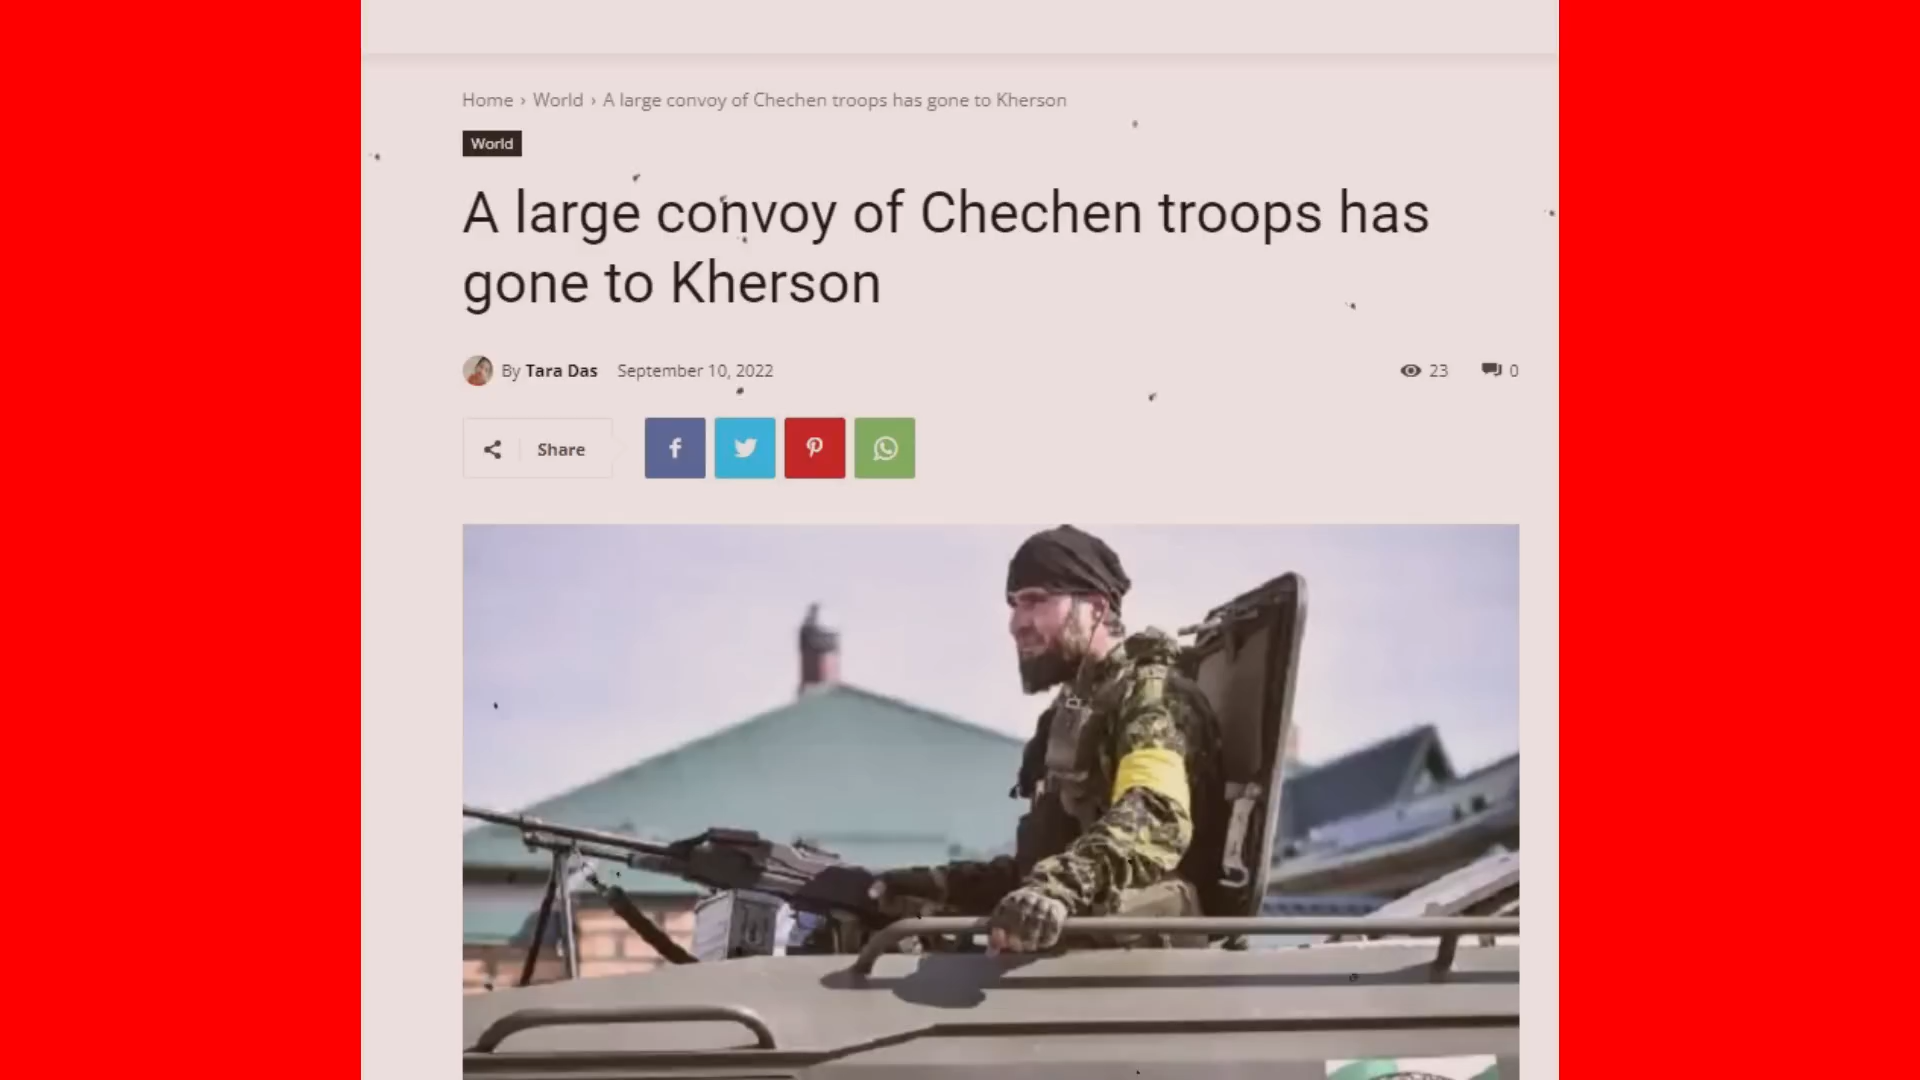 Home › World › A large convoy of Chechen troops has gone to Kherson
World
A large convoy of Chechen troops has
gone to Kherson
By Tara Das September 10, 2022 23 0
Share